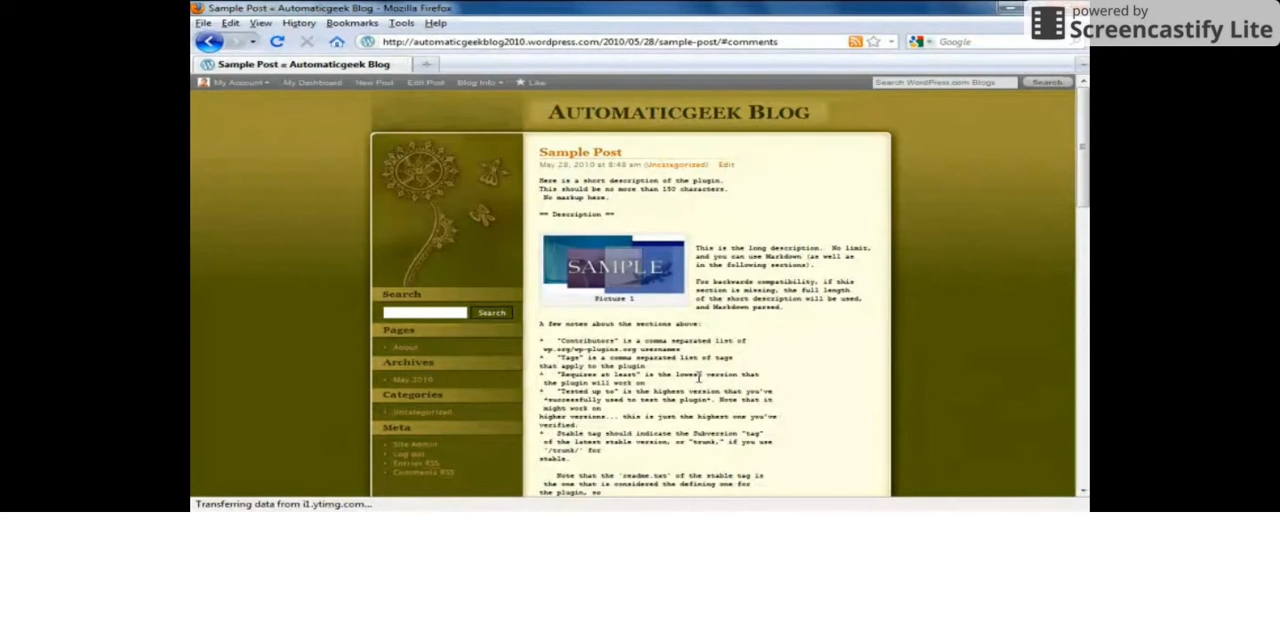 Sample Post « Automaticgeek Blog - Mozilla Firefox
powered by
Screencastify Lite
File Edit View History Bookmarks Tools Help
http://automaticgeekblog2010.wordpress.com/2010/05/28/sample-post/#comments
Google
Sample Post « Automaticgeek Blog
My Account My Dashboard New Post Edit Post Blog Info Like
Search WordPress.com Blogs Search
Automaticgeek Blog
Sample Post
May 28, 2010 at 8:48 am (Uncategorized) Edit
Here is a short description of the plugin.
This should be no more than 150 characters.
No markup here.
== Description ==
SAMPLE
Picture 1
This is the long description. No limit,
and you can use Markdown (as well as
in the following sections).
For backwards compatibility, if this
section is missing, the full length
of the short description will be used,
and Markdown parsed.
A few notes about the sections above:
* "Contributors" is a comma separated list of
wp.org/wp-plugins.org usernames
* "Tags" is a comma separated list of tags
that apply to the plugin
* "Requires at least" is the lowest version that
the plugin will work on
* "Tested up to" is the highest version that you've
*successfully used to test the plugin*. Note that it
might work on
higher versions... this is just the highest one you've
verified.
* Stable tag should indicate the Subversion "tag"
of the latest stable version, or "trunk," if you use
`/trunk/` for
stable.
Note that the `readme.txt` of the stable tag is
the one that is considered the defining one for
the plugin, so
Search
Search
Pages
About
Archives
May 2010
Categories
Uncategorized
Meta
Site Admin
Log out
Entries RSS
Comments RSS
Transferring data from i1.ytimg.com...